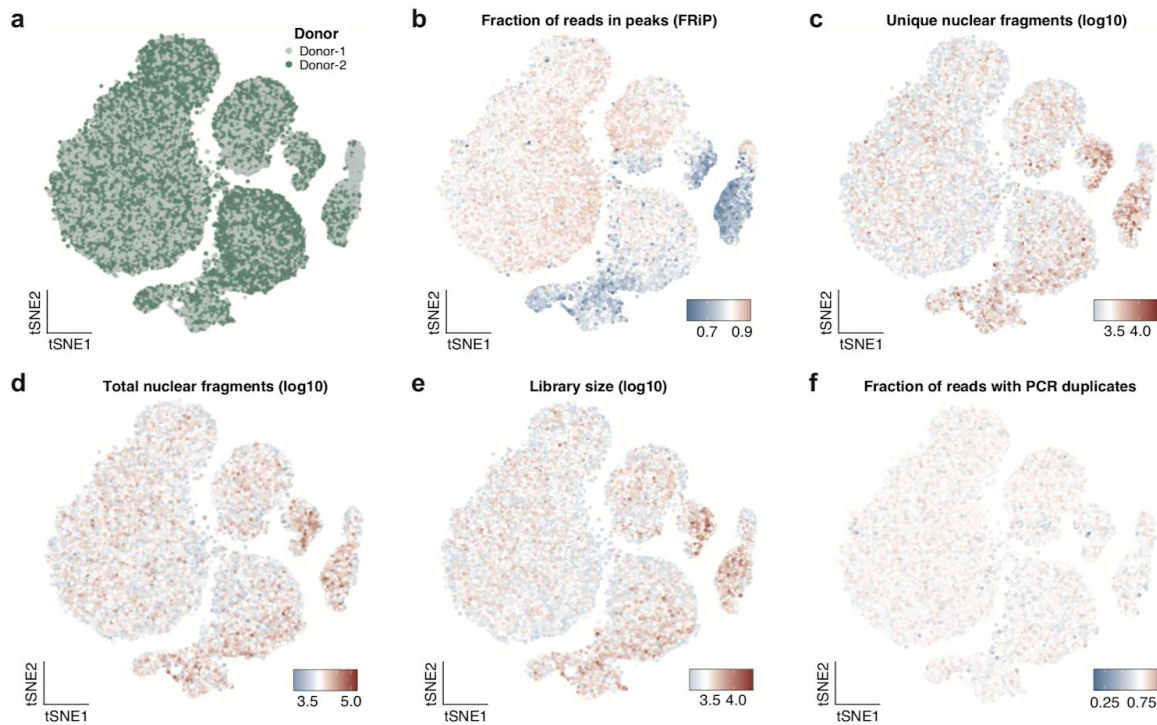 a
Donor
Donor-1
Donor-2
tSNE2
tSNE1
b
Fraction of reads in peaks (FRiP)
0.7 0.9
tSNE2
tSNE1
c
Unique nuclear fragments (log10)
3.5 4.0
tSNE2
tSNE1
d
Total nuclear fragments (log10)
3.5 5.0
tSNE2
tSNE1
e
Library size (log10)
3.5 4.0
tSNE2
tSNE1
f
Fraction of reads with PCR duplicates
0.25 0.75
tSNE2
tSNE1